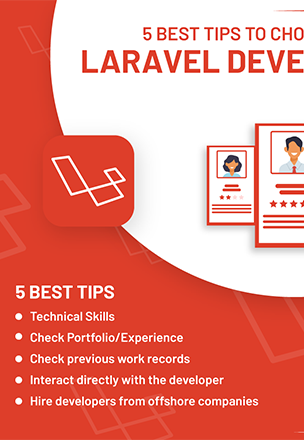 5 BEST TIPS TO CHO
LARAVEL DEVE
5 BEST TIPS
Technical Skills
Check Portfolio/Experience
Check previous work records
Interact directly with the developer
Hire developers from offshore companies